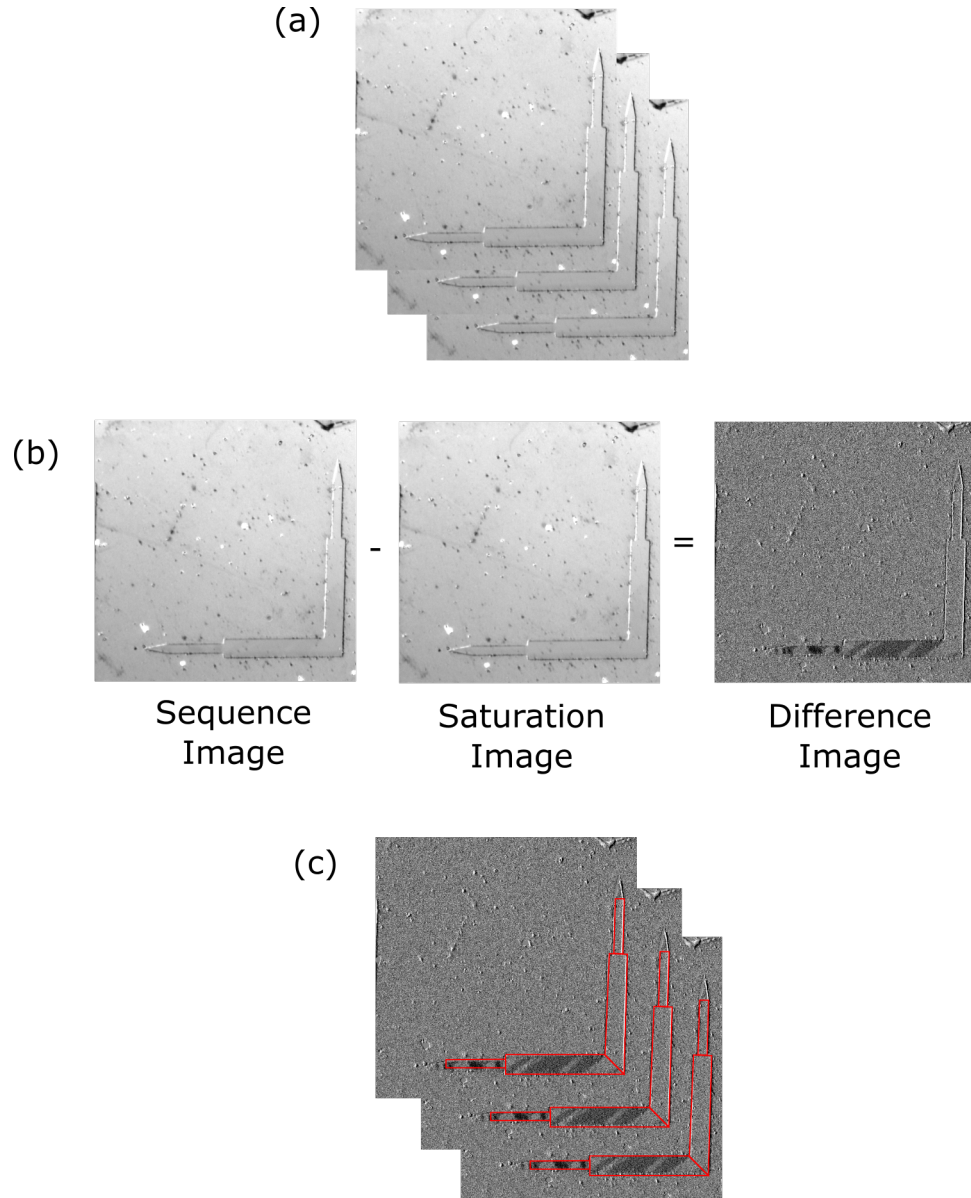 (a)
(b)
-
=
Sequence
Image
Saturation
Image
Difference
Image
(c)